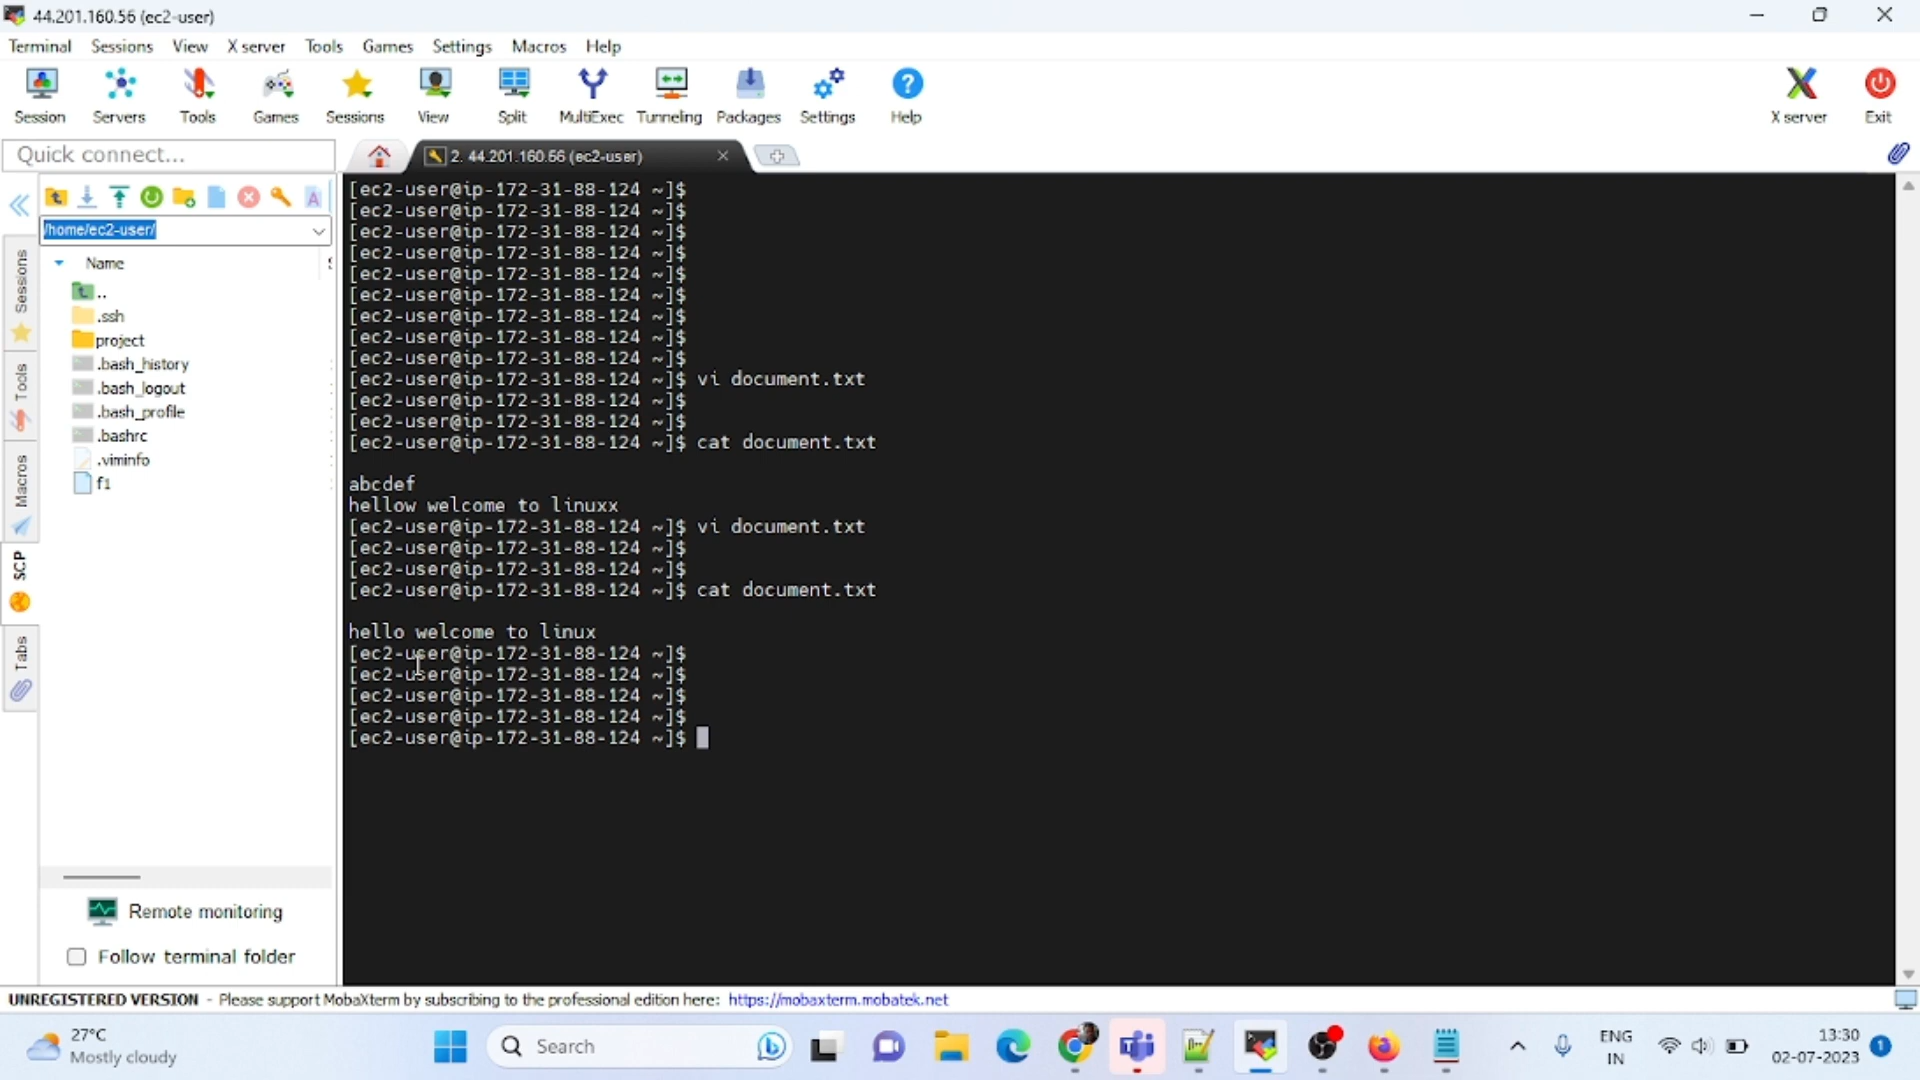 44.201.160.56 (ec2-user)
Terminal Sessions View X server Tools Games Settings Macros Help
Session Servers Tools Games Sessions View Split MultiExec Tunneling Packages Settings Help X server Exit
Quick connect...
2. 44.201.160.56 (ec2-user)
/home/ec2-user/
Name
..
.ssh
project
.bash_history
.bash_logout
.bash_profile
.bashrc
.viminfo
f1
Sessions
Tools
Macros
SCP
Tabs
Remote monitoring
Follow terminal folder
[ec2-user@ip-172-31-88-124 ~]$
[ec2-user@ip-172-31-88-124 ~]$
[ec2-user@ip-172-31-88-124 ~]$
[ec2-user@ip-172-31-88-124 ~]$
[ec2-user@ip-172-31-88-124 ~]$
[ec2-user@ip-172-31-88-124 ~]$
[ec2-user@ip-172-31-88-124 ~]$
[ec2-user@ip-172-31-88-124 ~]$
[ec2-user@ip-172-31-88-124 ~]$
[ec2-user@ip-172-31-88-124 ~]$ vi document.txt
[ec2-user@ip-172-31-88-124 ~]$
[ec2-user@ip-172-31-88-124 ~]$
[ec2-user@ip-172-31-88-124 ~]$ cat document.txt
abcdef
hellow welcome to linuxx
[ec2-user@ip-172-31-88-124 ~]$ vi document.txt
[ec2-user@ip-172-31-88-124 ~]$
[ec2-user@ip-172-31-88-124 ~]$
[ec2-user@ip-172-31-88-124 ~]$ cat document.txt
hello welcome to linux
[ec2-user@ip-172-31-88-124 ~]$
[ec2-user@ip-172-31-88-124 ~]$
[ec2-user@ip-172-31-88-124 ~]$
[ec2-user@ip-172-31-88-124 ~]$
[ec2-user@ip-172-31-88-124 ~]$
UNREGISTERED VERSION - Please support MobaXterm by subscribing to the professional edition here: https://mobaxterm.mobatek.net
27°C
Mostly cloudy
Search
ENG
IN
13:30
02-07-2023
1